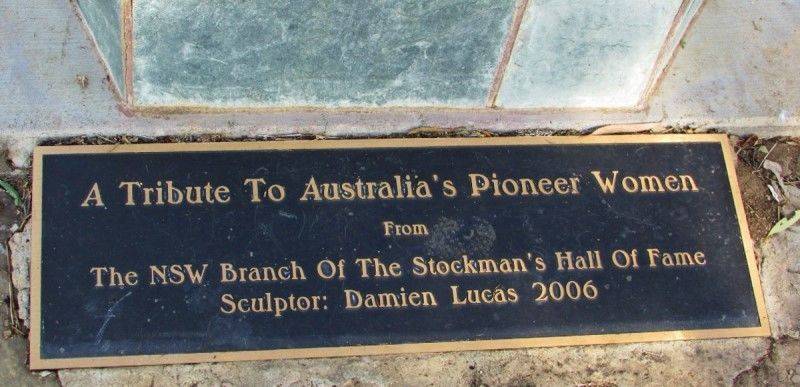 A Tribute To Australia's Pioneer Women
From
The NSW Branch Of The Stockman's Hall Of Fame
Sculptor: Damien Lucas 2006